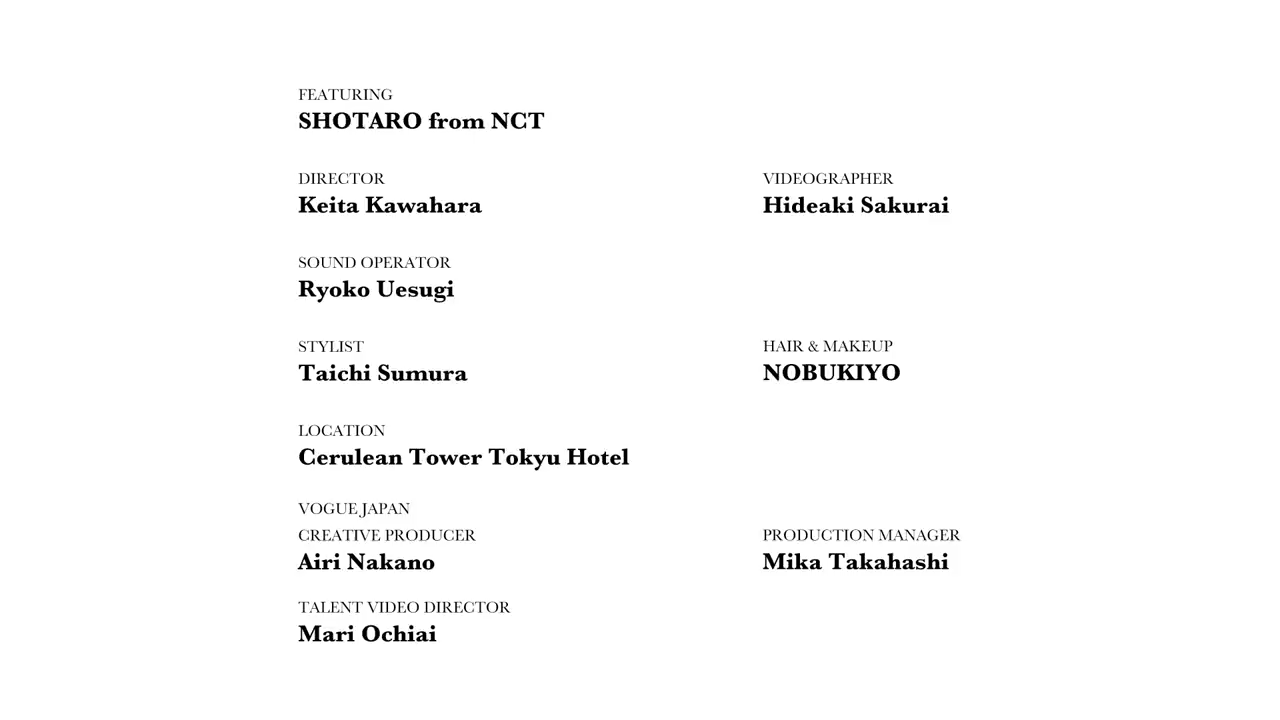 FEATURING
SHOTARO from NCT
DIRECTOR
Keita Kawahara
VIDEOGRAPHER
Hideaki Sakurai
SOUND OPERATOR
Ryoko Uesugi
STYLIST
Taichi Sumura
HAIR & MAKEUP
NOBUKIYO
LOCATION
Cerulean Tower Tokyu Hotel
VOGUE JAPAN
CREATIVE PRODUCER
Airi Nakano
PRODUCTION MANAGER
Mika Takahashi
TALENT VIDEO DIRECTOR
Mari Ochiai